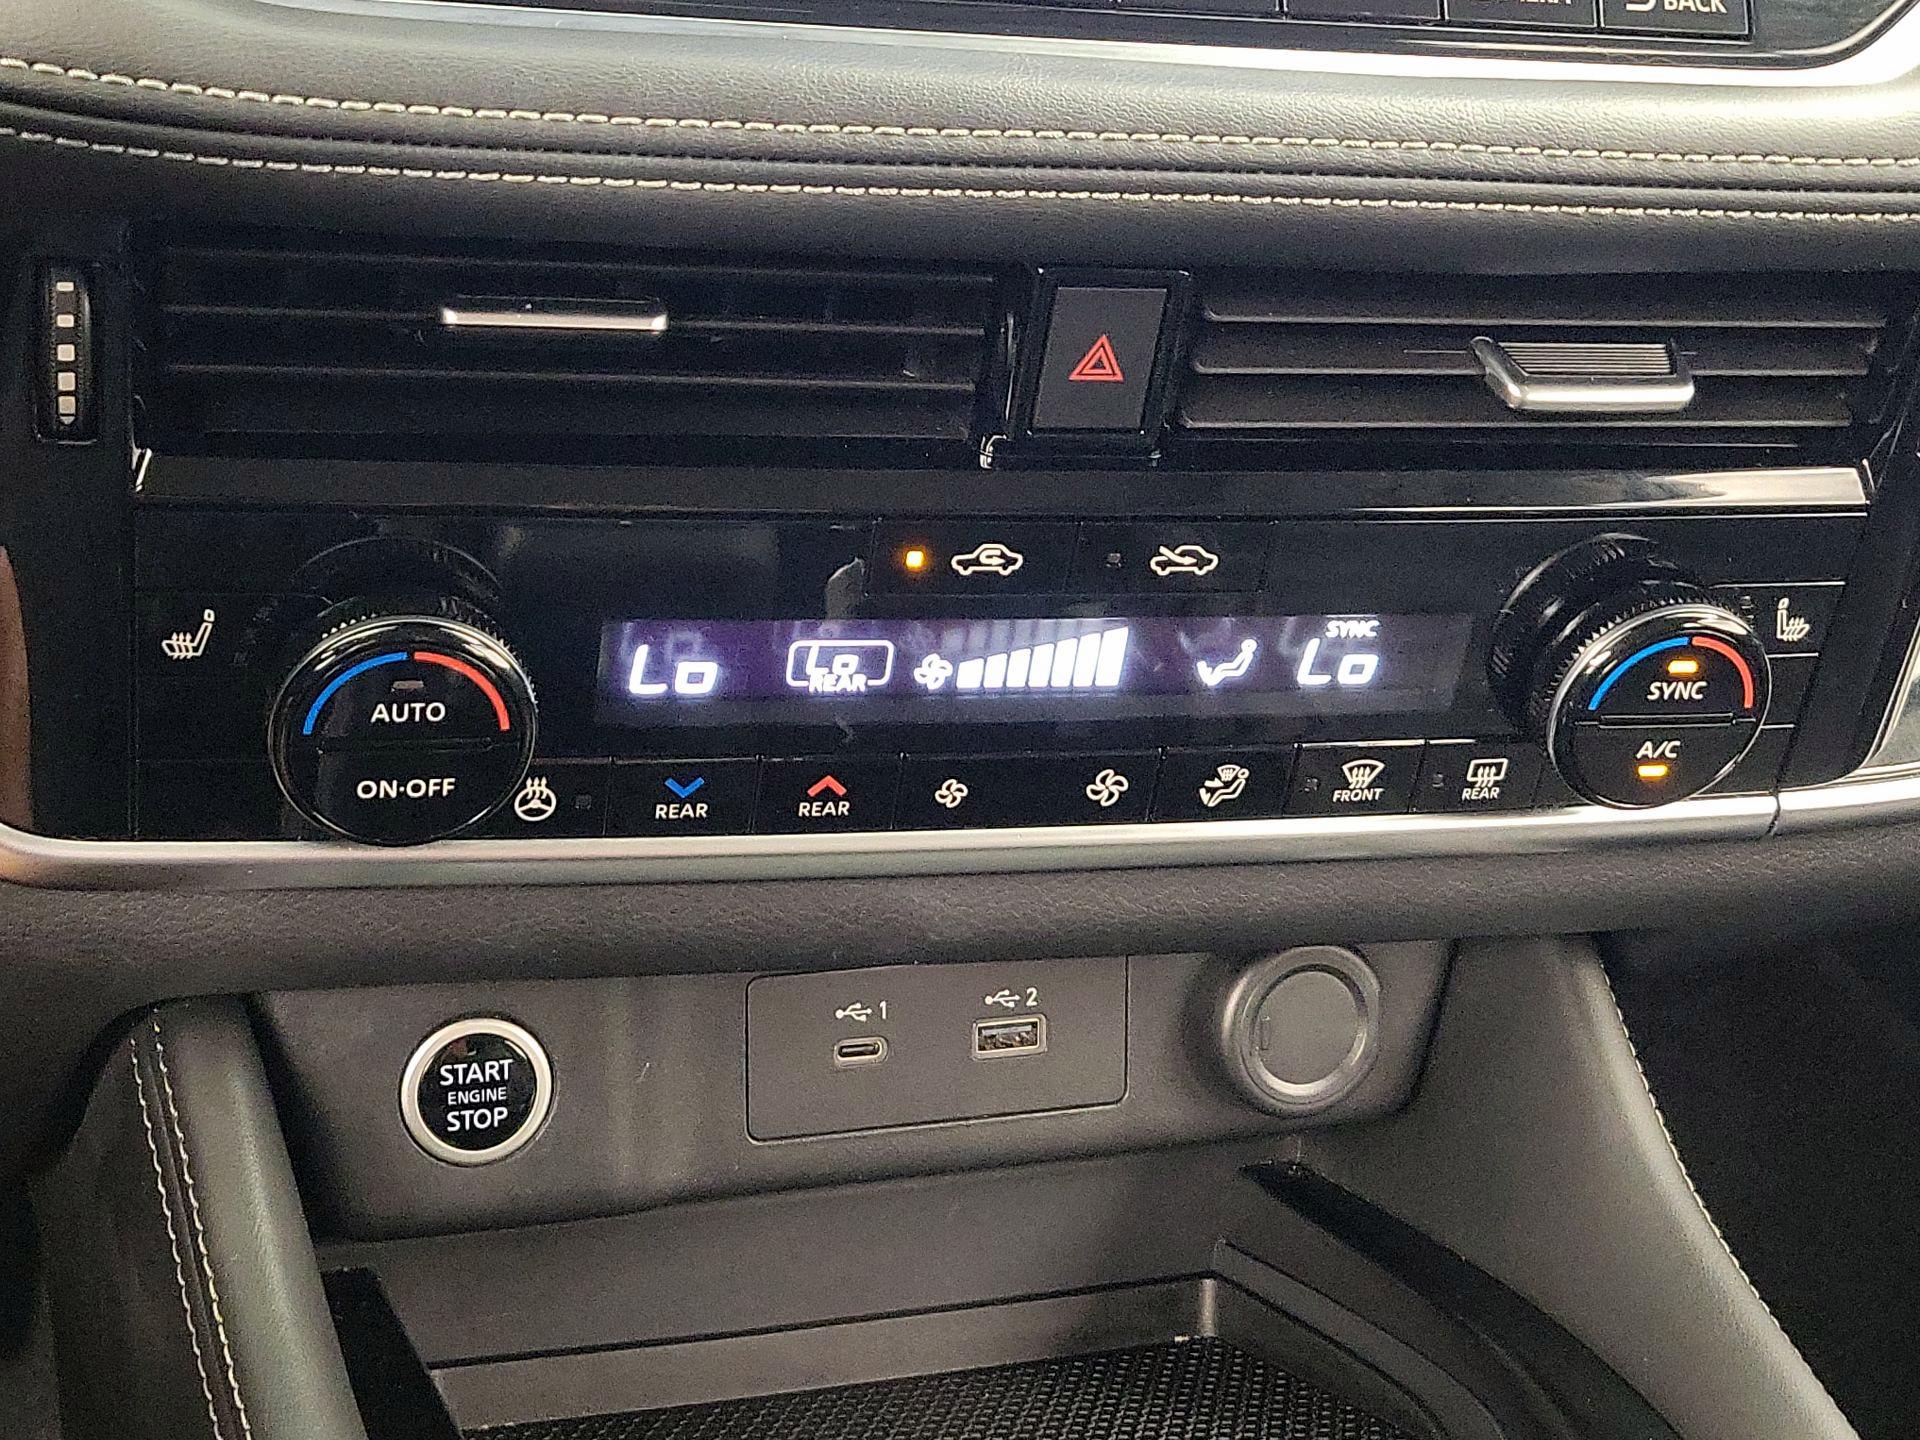 BACK
SYNC
Lo
Lo
REAR
Lo
AUTO
ON·OFF
SYNC
A/C
REAR
REAR
FRONT
REAR
1
2
START
ENGINE
STOP